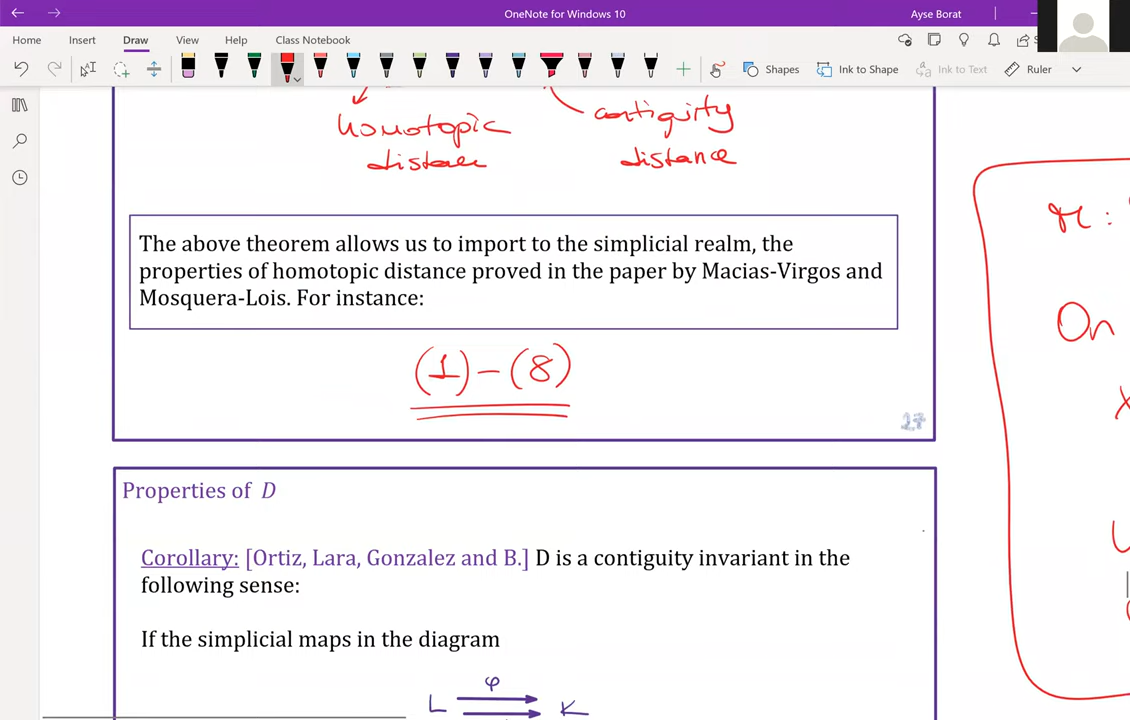 OneNote for Windows 10
Ayse Borat
Home Insert Draw View Help Class Notebook
Shapes Ink to Shape Ink to Text Ruler
homotopic
distance
contiguity
distance
The above theorem allows us to import to the simplicial realm, the
properties of homotopic distance proved in the paper by Macias-Virgos and
Mosquera-Lois. For instance:
(1) - (8)
27
Properties of D
Corollary: [Ortiz, Lara, Gonzalez and B.] D is a contiguity invariant in the
following sense:
If the simplicial maps in the diagram
φ
L K
On